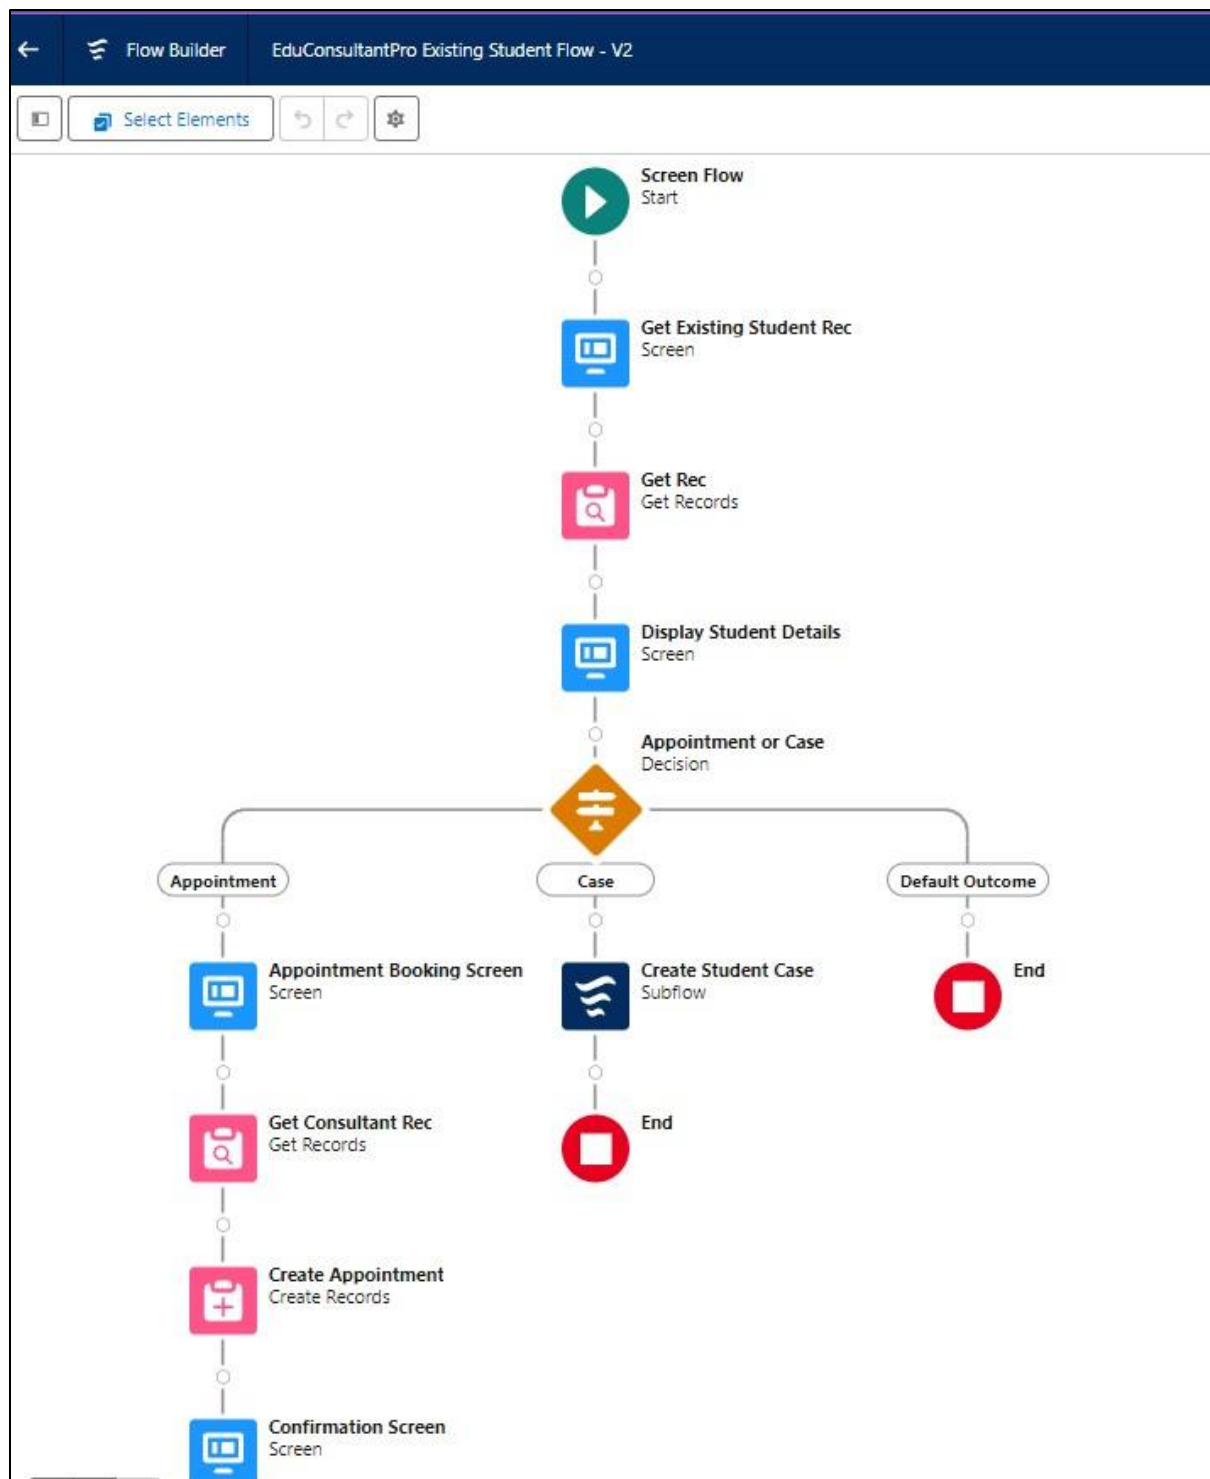 Flow Builder
EduConsultantPro Existing Student Flow - V2
Select Elements
Screen Flow
Start
Get Existing Student Rec
Screen
Get Rec
Get Records
Display Student Details
Screen
Appointment or Case
Decision
Appointment
Case
Default Outcome
Appointment Booking Screen
Screen
Create Student Case
Subflow
End
Get Consultant Rec
Get Records
End
Create Appointment
Create Records
Confirmation Screen
Screen